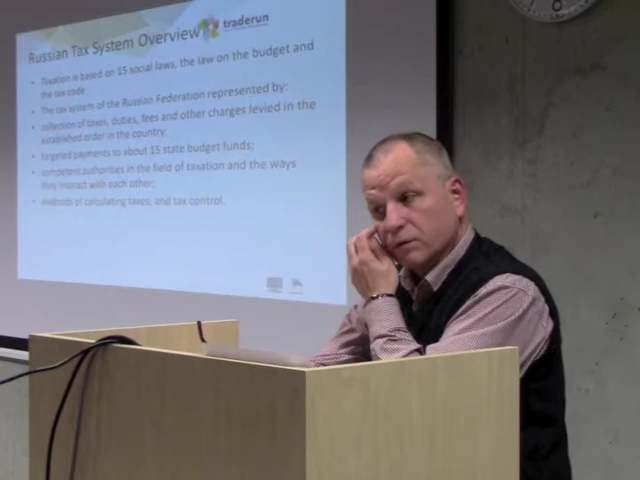 traderun
Russian Tax System Overview
• Taxation is based on 15 social laws, the law on the budget and
the tax code.
• The tax system of the Russian Federation represented by:
• collection of taxes, duties, fees and other charges levied in the
established order in the country;
• targeted payments to about 15 state budget funds;
• competent authorities in the field of taxation and the ways
they interact with each other;
• methods of calculating taxes, and tax control.